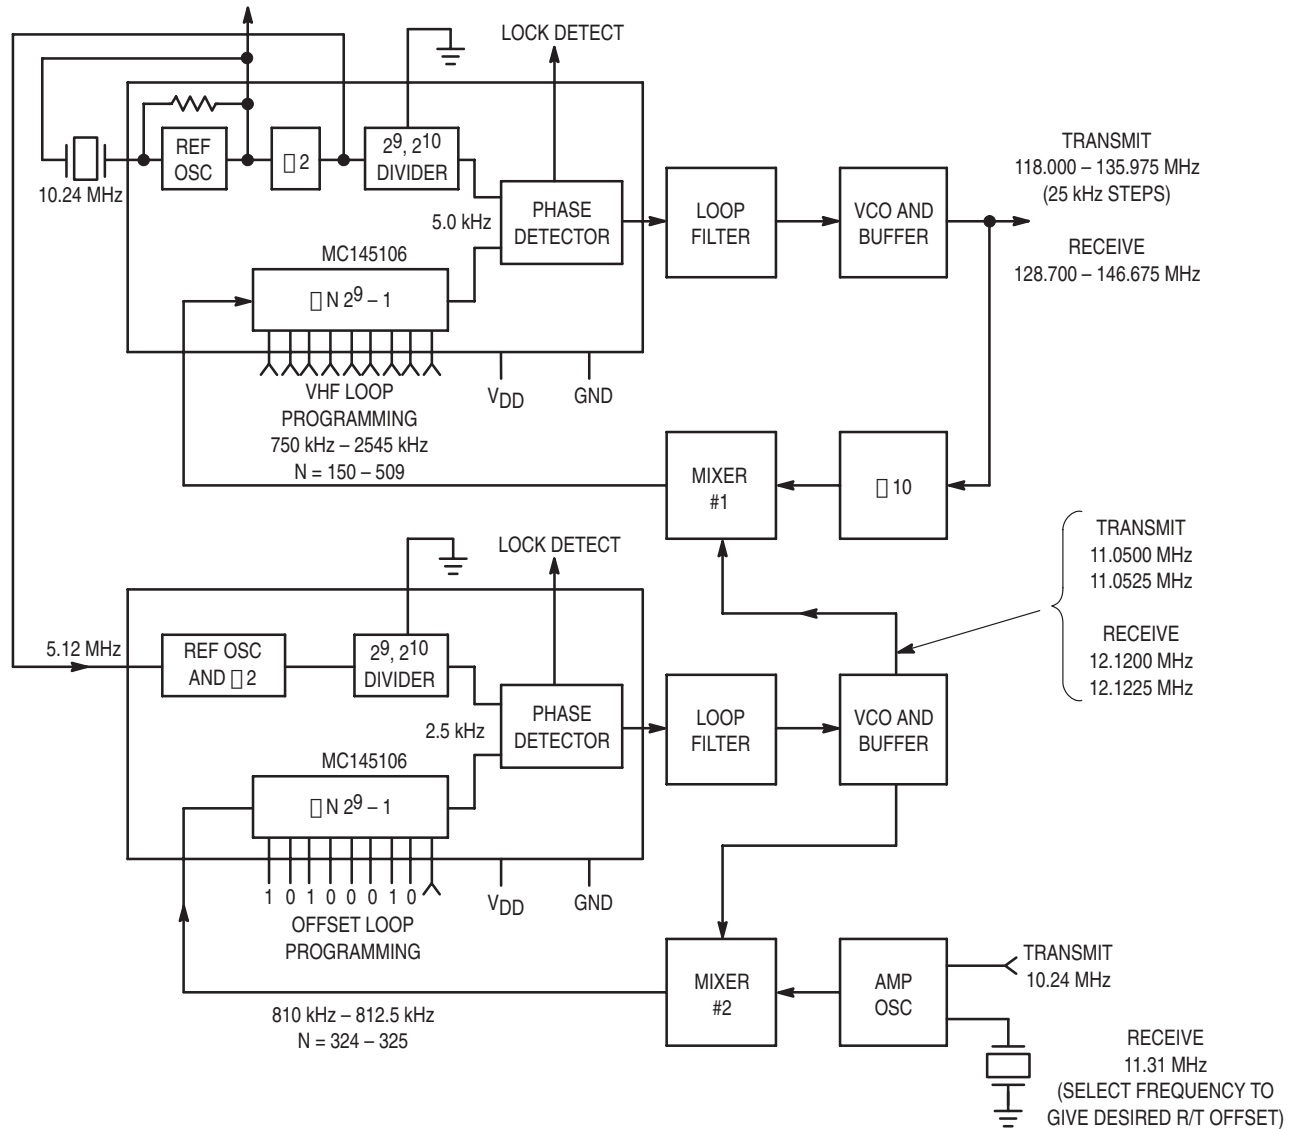 LOCK DETECT
REF
OSC
▯ 2
2⁹, 2¹⁰
DIVIDER
10.24 MHz
5.0 kHz
PHASE
DETECTOR
LOOP
FILTER
VCO AND
BUFFER
TRANSMIT
118.000 – 135.975 MHz
(25 kHz STEPS)
RECEIVE
128.700 – 146.675 MHz
MC145106
▯ N 2⁹ – 1
VHF LOOP
PROGRAMMING
750 kHz – 2545 kHz
N = 150 – 509
VDD
GND
MIXER
#1
▯ 10
TRANSMIT
11.0500 MHz
11.0525 MHz
RECEIVE
12.1200 MHz
12.1225 MHz
LOCK DETECT
5.12 MHz
REF OSC
AND ▯ 2
2⁹, 2¹⁰
DIVIDER
2.5 kHz
PHASE
DETECTOR
LOOP
FILTER
VCO AND
BUFFER
MC145106
▯ N 2⁹ – 1
1 0 1 0 0 0 1 0
OFFSET LOOP
PROGRAMMING
VDD
GND
810 kHz – 812.5 kHz
N = 324 – 325
MIXER
#2
AMP
OSC
TRANSMIT
10.24 MHz
RECEIVE
11.31 MHz
(SELECT FREQUENCY TO
GIVE DESIRED R/T OFFSET)